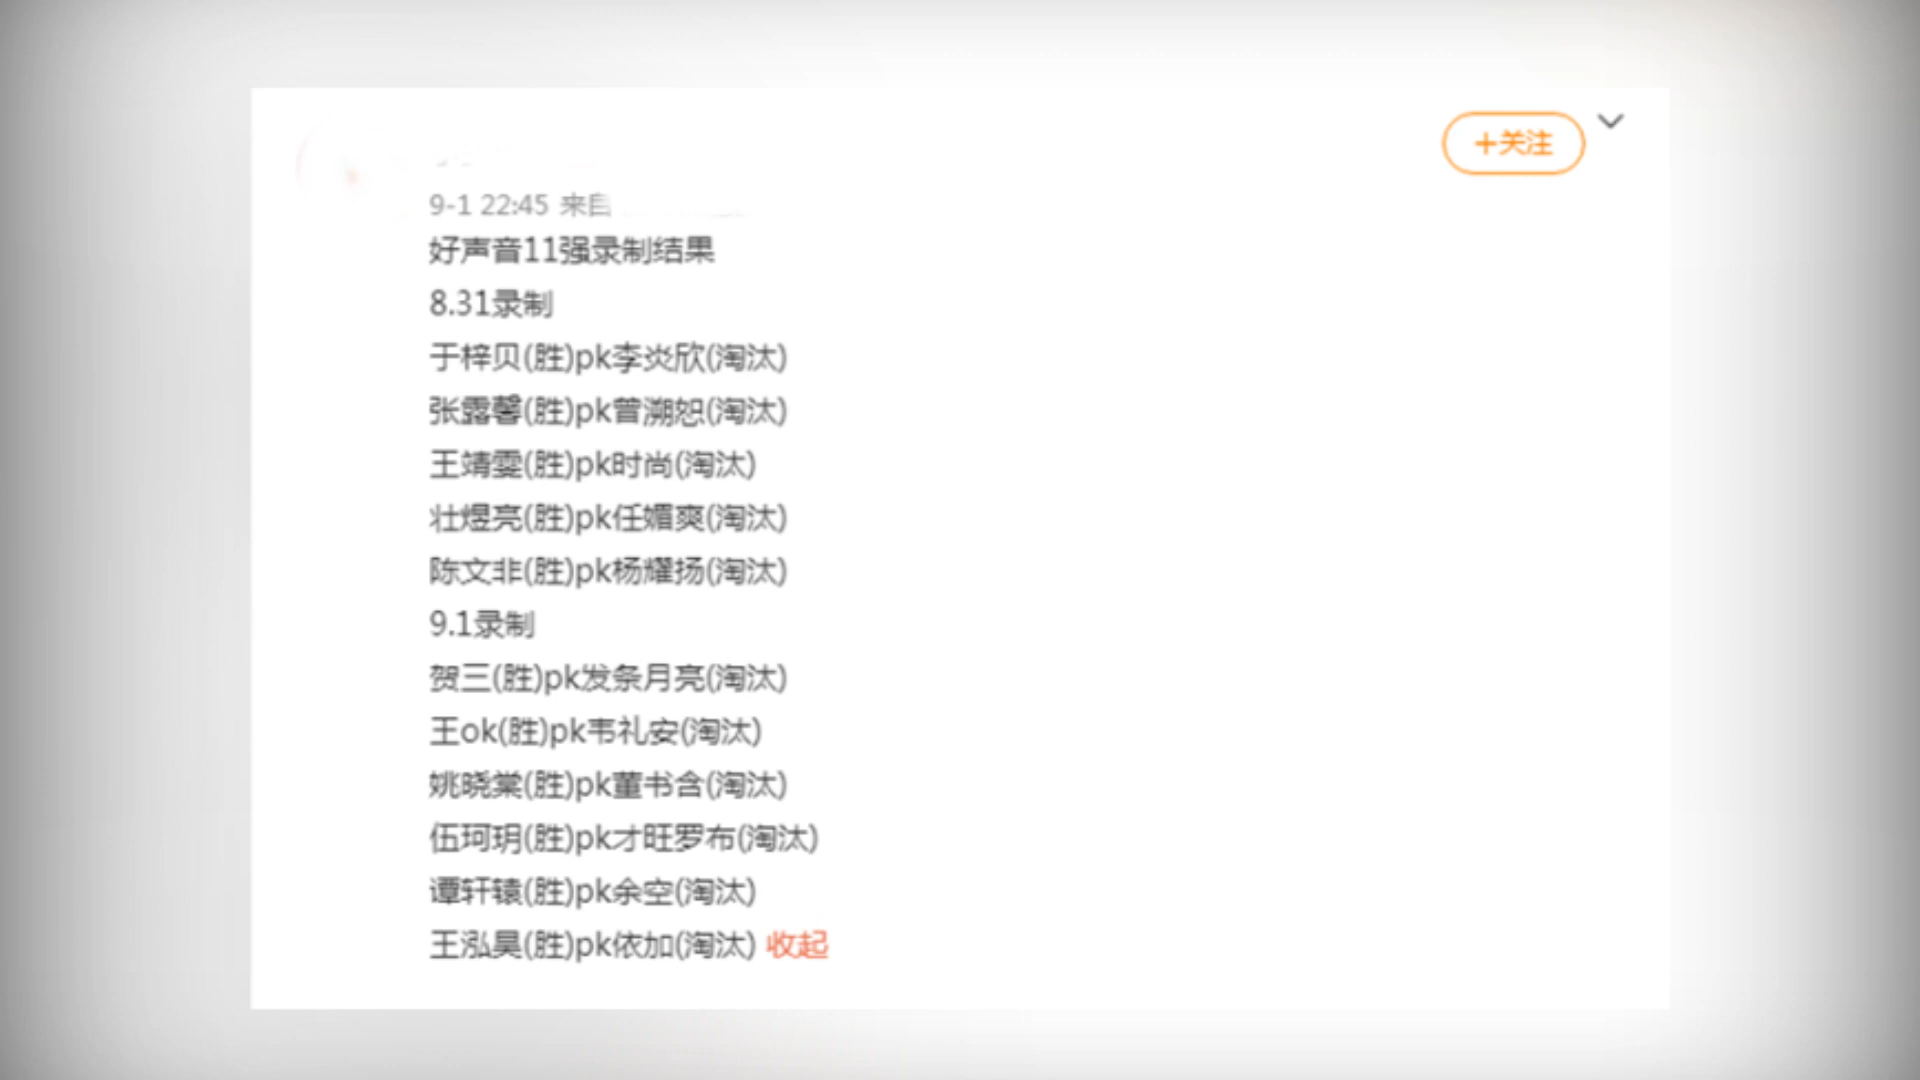 +关注
9-1 22:45 来自
好声音11强录制结果
8.31录制
于梓贝(胜)pk李炎欣(淘汰)
张露馨(胜)pk曾溯恕(淘汰)
王靖雯(胜)pk时尚(淘汰)
壮煜亮(胜)pk任媚爽(淘汰)
陈文非(胜)pk杨耀扬(淘汰)
9.1录制
贺三(胜)pk发条月亮(淘汰)
王ok(胜)pk韦礼安(淘汰)
姚晓棠(胜)pk董书含(淘汰)
伍珂玥(胜)pk才旺罗布(淘汰)
谭轩辕(胜)pk余空(淘汰)
王泓昊(胜)pk依加(淘汰) 收起